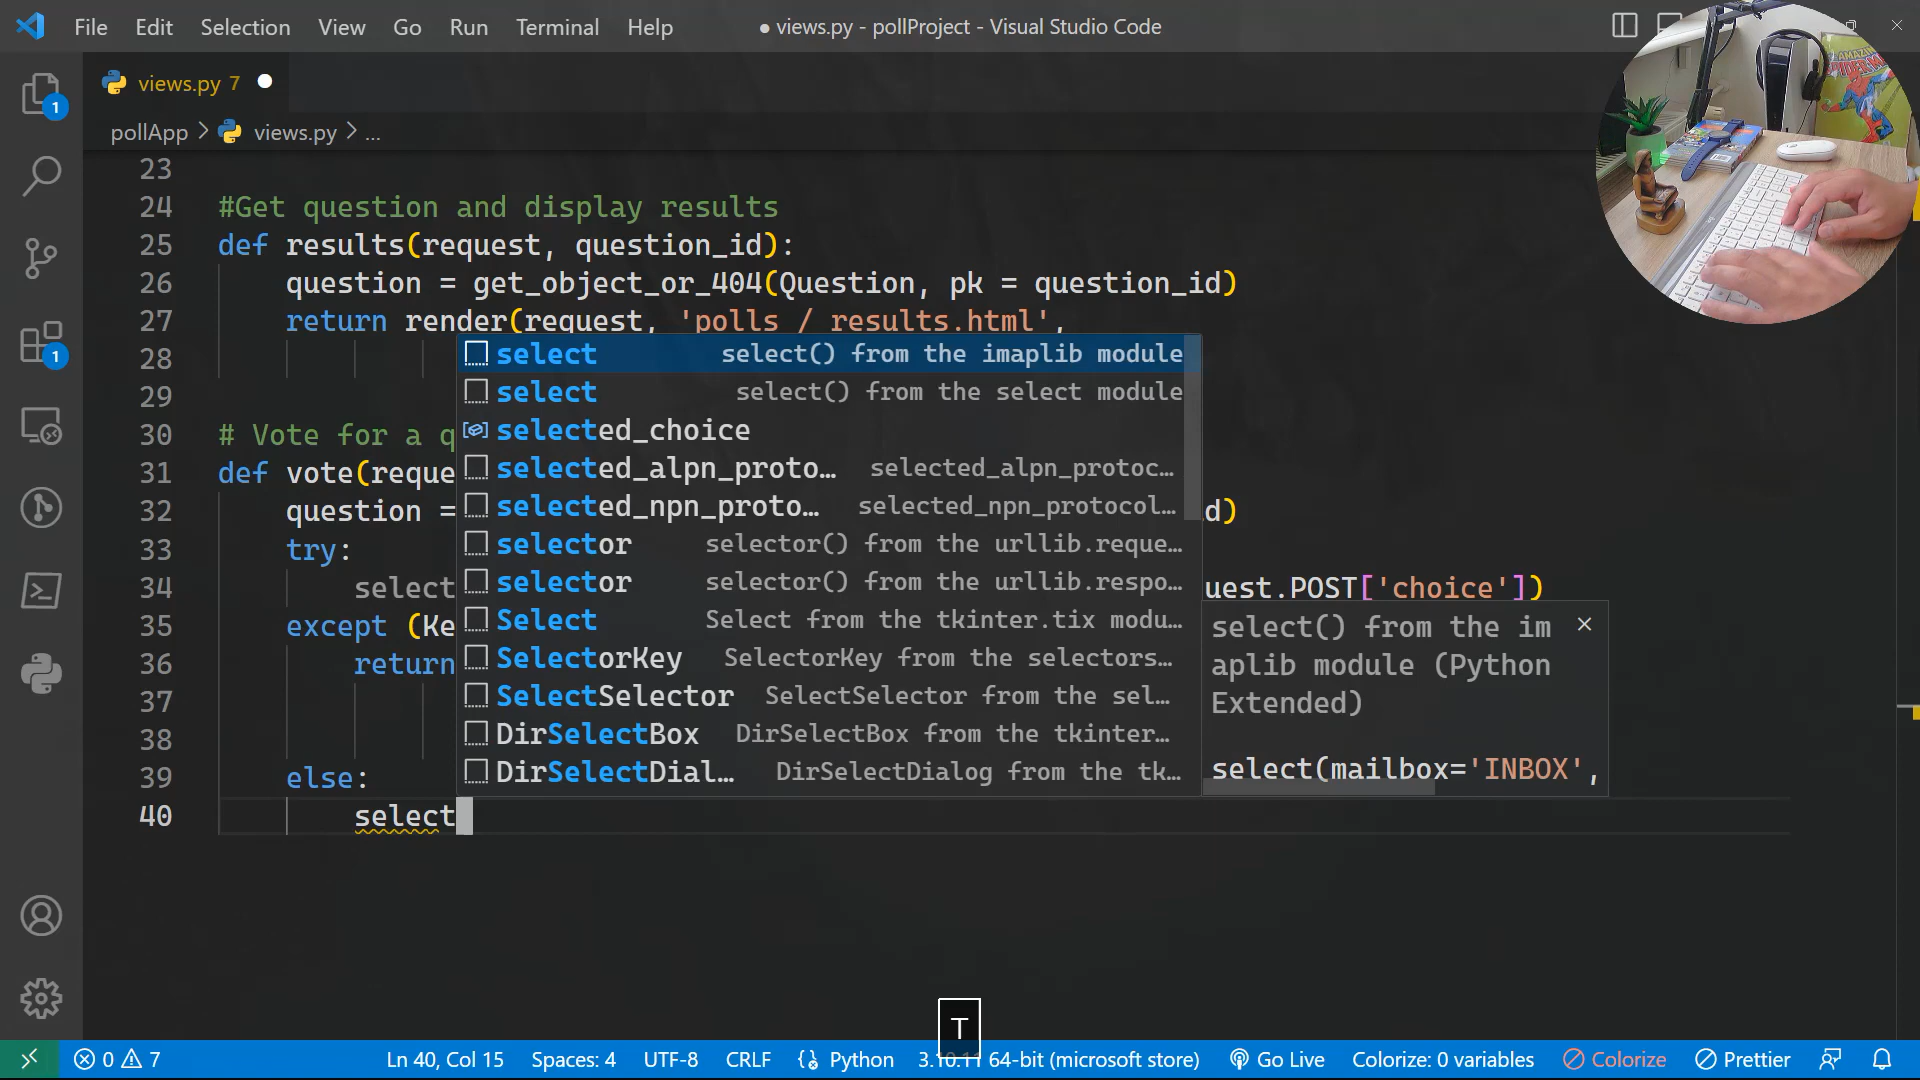 File Edit Selection View Go Run Terminal Help
● views.py - pollProject - Visual Studio Code
AMAZING
SPIDER-MAN
1
views.py 7
pollApp > views.py > ...
23
24 #Get question and display results
25 def results(request, question_id):
26 question = get_object_or_404(Question, pk = question_id)
27 return render(request, 'polls / results.html',
28
29
30 # Vote for a q
31 def vote(reque
32 question = d)
33 try:
34 select uest.POST['choice'])
35 except (Ke
36 return
37
38
39 else:
40 select
select select() from the imaplib module
select select() from the select module
selected_choice
selected_alpn_proto… selected_alpn_protoc…
selected_npn_proto… selected_npn_protocol…
selector selector() from the urllib.reque…
selector selector() from the urllib.respo…
Select Select from the tkinter.tix modu…
SelectorKey SelectorKey from the selectors…
SelectSelector SelectSelector from the sel…
DirSelectBox DirSelectBox from the tkinter…
DirSelectDial… DirSelectDialog from the tk…
select() from the im
aplib module (Python
Extended)
select(mailbox='INBOX',
1
T
0 7 Ln 40, Col 15 Spaces: 4 UTF-8 CRLF Python 3.10.11 64-bit (microsoft store) Go Live Colorize: 0 variables Colorize Prettier